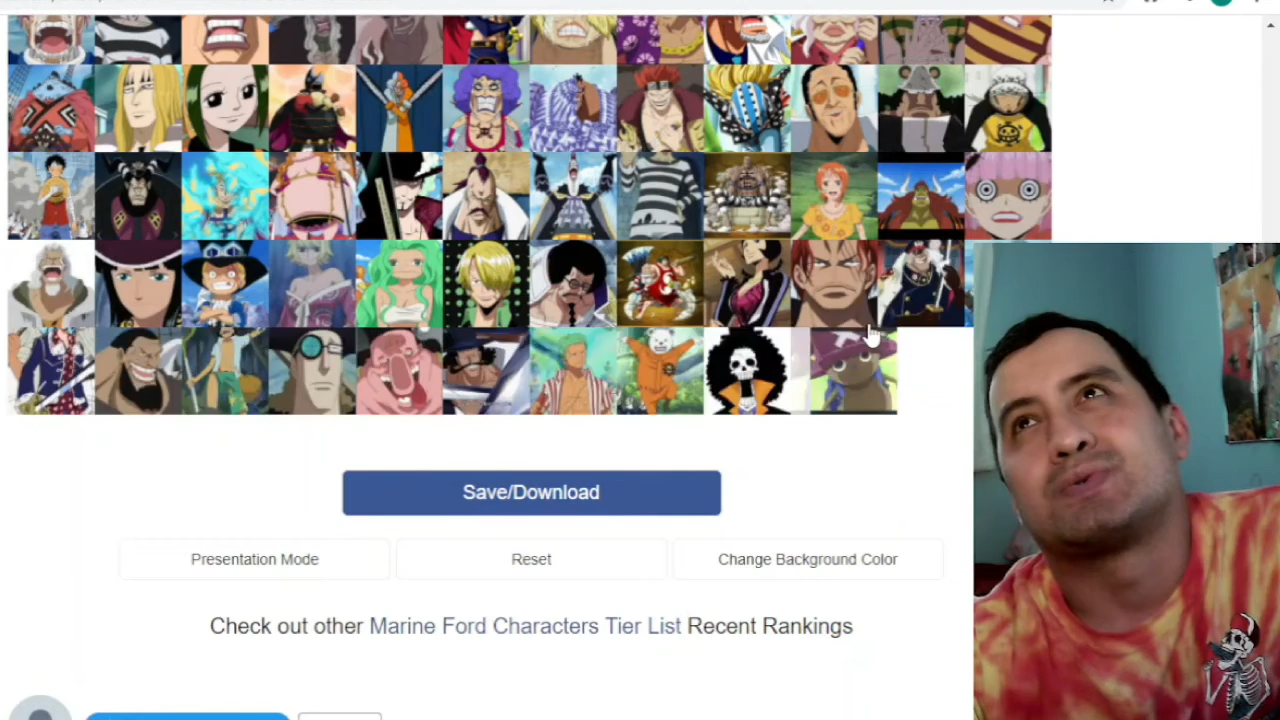 Save/Download
Presentation Mode
Reset
Change Background Color
Check out other Marine Ford Characters Tier List Recent Rankings